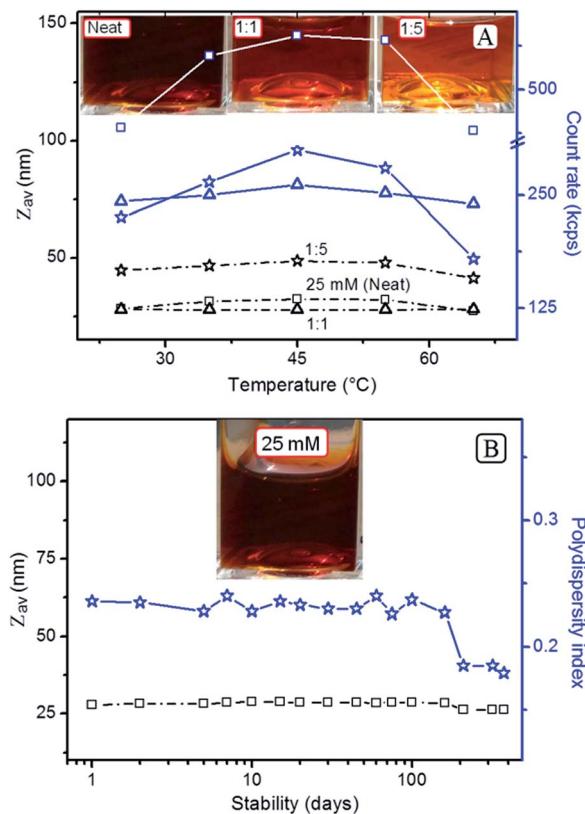 Neat
1:1
1:5
A
150
100
50
Zav (nm)
500
250
125
Count rate (kcps)
1:5
25 mM (Neat)
1:1
30
45
60
Temperature (°C)
25 mM
B
100
75
50
25
Zav (nm)
0.3
0.2
Polydispersity index
1
10
100
Stability (days)